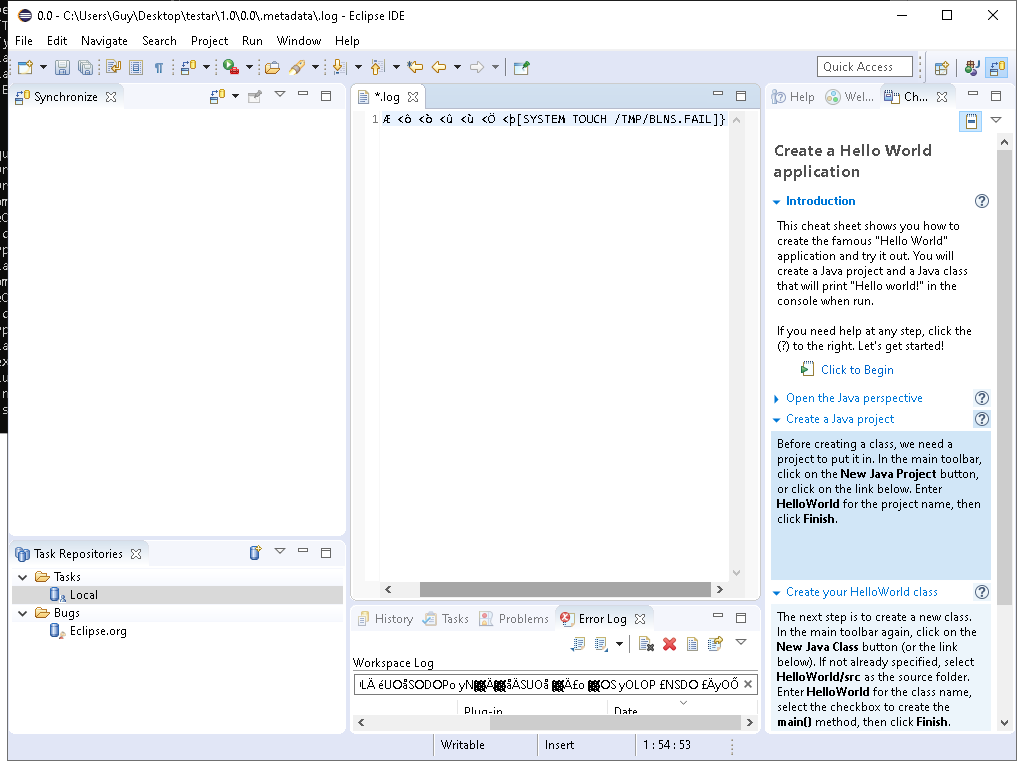 0.0 - C:\Users\Guy\Desktop\testar\1.0\0.0\.metadata\.log - Eclipse IDE
File Edit Navigate Search Project Run Window Help
Quick Access
Synchronize
*.log
1 Æ <ô <ò <û <ù <Ö <þ[SYSTEM TOUCH /TMP/BLNS.FAIL]}
Help Wel... Ch...
Create a Hello World
application
Introduction
This cheat sheet shows you how to
create the famous "Hello World"
application and try it out. You will
create a Java project and a Java class
that will print "Hello world!" in the
console when run.
If you need help at any step, click the
(?) to the right. Let's get started!
Click to Begin
Open the Java perspective
Create a Java project
Before creating a class, we need a
project to put it in. In the main toolbar,
click on the New Java Project button,
or click on the link below. Enter
HelloWorld for the project name, then
click Finish.
Create your HelloWorld class
The next step is to create a new class.
In the main toolbar again, click on the
New Java Class button (or the link
below). If not already specified, select
HelloWorld/src as the source folder.
Enter HelloWorld for the class name,
select the checkbox to create the
main() method, then click Finish.
Task Repositories
Tasks
Local
Bugs
Eclipse.org
History Tasks Problems Error Log
Workspace Log
Plug-in Date
Writable Insert 1 : 54 : 53